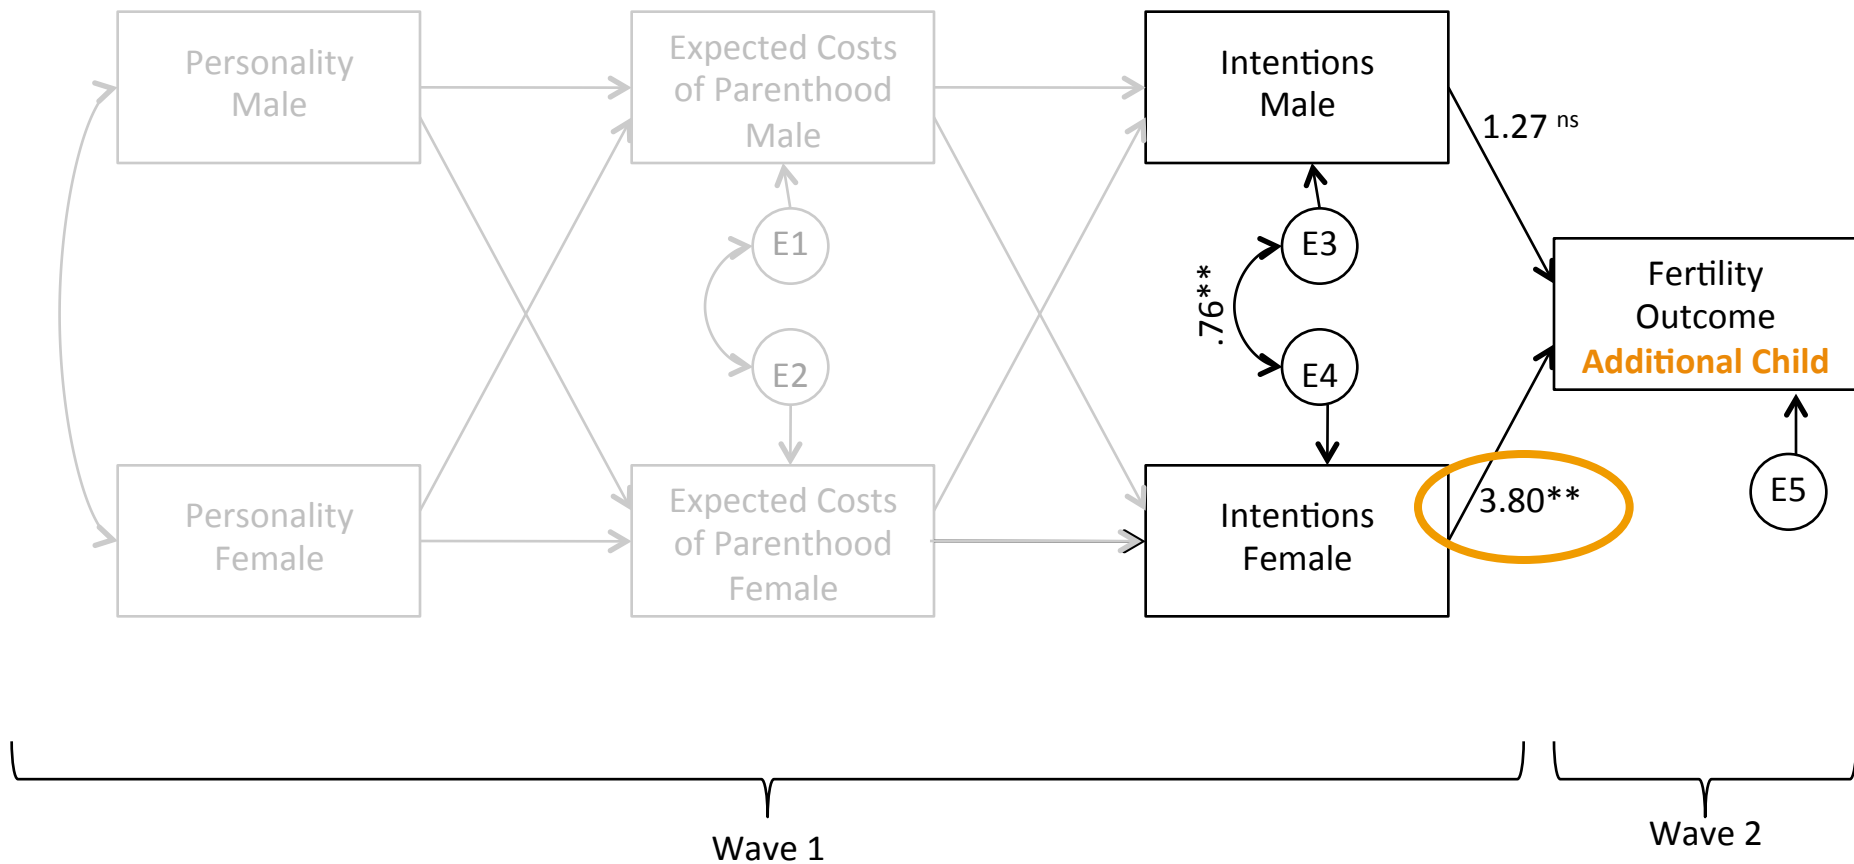 Personality
Male
Expected Costs
of Parenthood
Male
Intentions
Male
1.27 ns
E1
E3
.76**
E2
E4
Fertility
Outcome
Additional Child
Personality
Female
Expected Costs
of Parenthood
Female
Intentions
Female
3.80**
E5
Wave 1
Wave 2